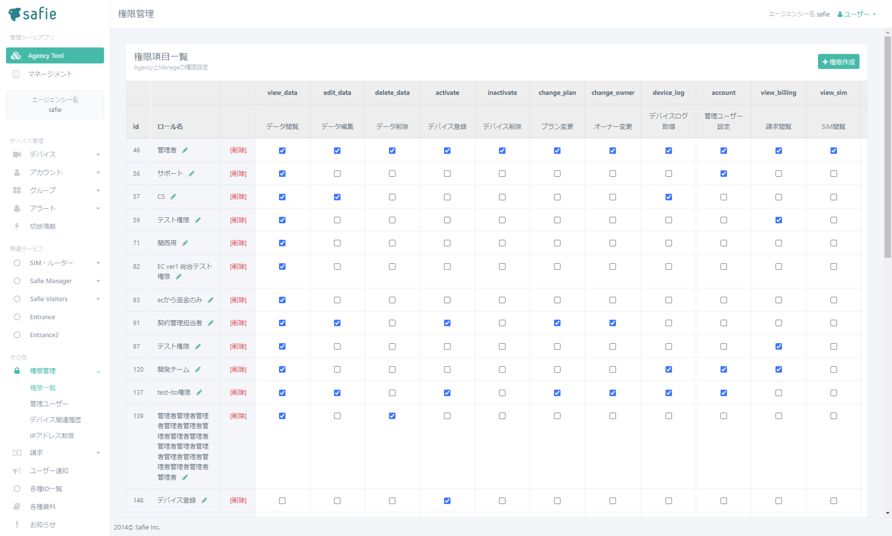 safie
権限管理
エージェンシー名 safie
ユーザー
管理ツールアプリ
Agency Tool
マネージメント
エージェンシー名
safie
デバイス管理
デバイス
アカウント
グループ
アラート
切断情報
関連サービス
SIM・ルーター
Safie Manager
Safie Visitors
Entrance
Entrance2
その他
権限管理
権限一覧
管理ユーザー
デバイス関連履歴
IPアドレス制限
請求
ユーザー通知
各種ID一覧
各種資料
お知らせ
権限項目一覧
AgencyとManageの権限設定
権限作成
view_data edit_data delete_data activate inactivate change_plan change_owner device_log account view_billing view_sim
id ロール名 データ閲覧 データ編集 データ削除 デバイス登録 デバイス削除 プラン変更 オーナー変更 デバイスログ取得 管理ユーザー設定 請求閲覧 SIM閲覧
46 管理者 [削除]
56 サポート [削除]
57 CS [削除]
59 テスト権限 [削除]
71 関西用 [削除]
82 EC ver1 総合テスト [削除]
権限
83 ecから返金のみ [削除]
91 契約管理担当者 [削除]
97 テスト権限 [削除]
120 開発チーム [削除]
137 test-ito権限 [削除]
139 管理者管理者管理 [削除]
者管理者管理者管
理者管理者管理者
管理者管理者管理
者管理者管理者管
理者管理者管理者
管理者
148 デバイス登録 [削除]
2014© Safie Inc.